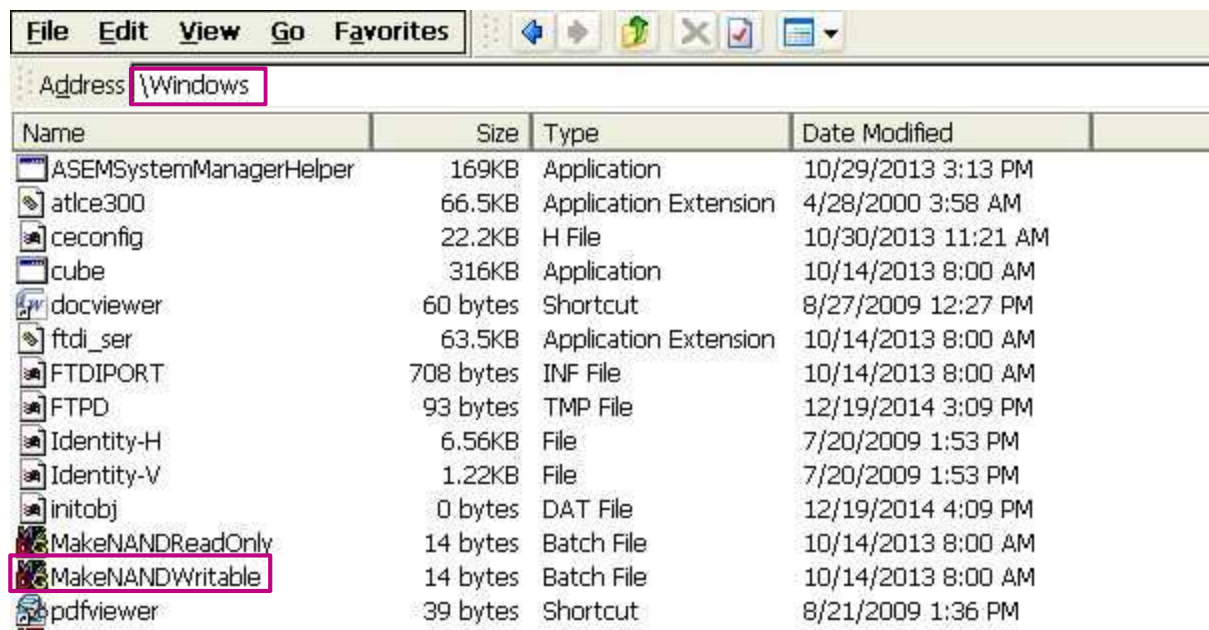 File Edit View Go Favorites
Address \Windows
Name Size Type Date Modified
ASEMSystemManagerHelper 169KB Application 10/29/2013 3:13 PM
atlce300 66.5KB Application Extension 4/28/2000 3:58 AM
ceconfig 22.2KB H File 10/30/2013 11:21 AM
cube 316KB Application 10/14/2013 8:00 AM
docviewer 60 bytes Shortcut 8/27/2009 12:27 PM
ftdi_ser 63.5KB Application Extension 10/14/2013 8:00 AM
FTDIPORT 708 bytes INF File 10/14/2013 8:00 AM
FTPD 93 bytes TMP File 12/19/2014 3:09 PM
Identity-H 6.56KB File 7/20/2009 1:53 PM
Identity-V 1.22KB File 7/20/2009 1:53 PM
initobj 0 bytes DAT File 12/19/2014 4:09 PM
MakeNANDReadOnly 14 bytes Batch File 10/14/2013 8:00 AM
MakeNANDWritable 14 bytes Batch File 10/14/2013 8:00 AM
pdfviewer 39 bytes Shortcut 8/21/2009 1:36 PM